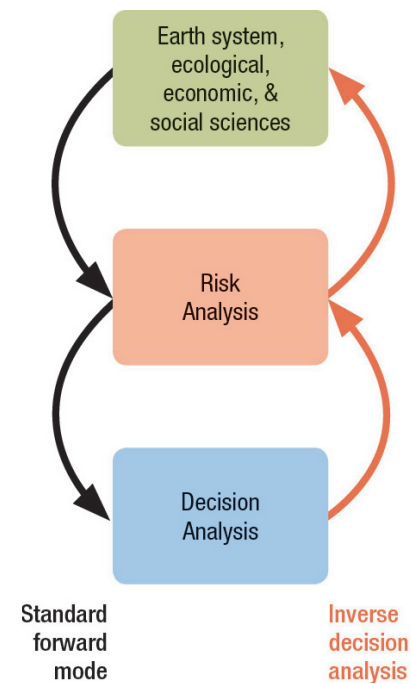 Earth system,
ecological,
economic, &
social sciences
Risk
Analysis
Decision
Analysis
Standard
forward
mode
Inverse
decision
analysis